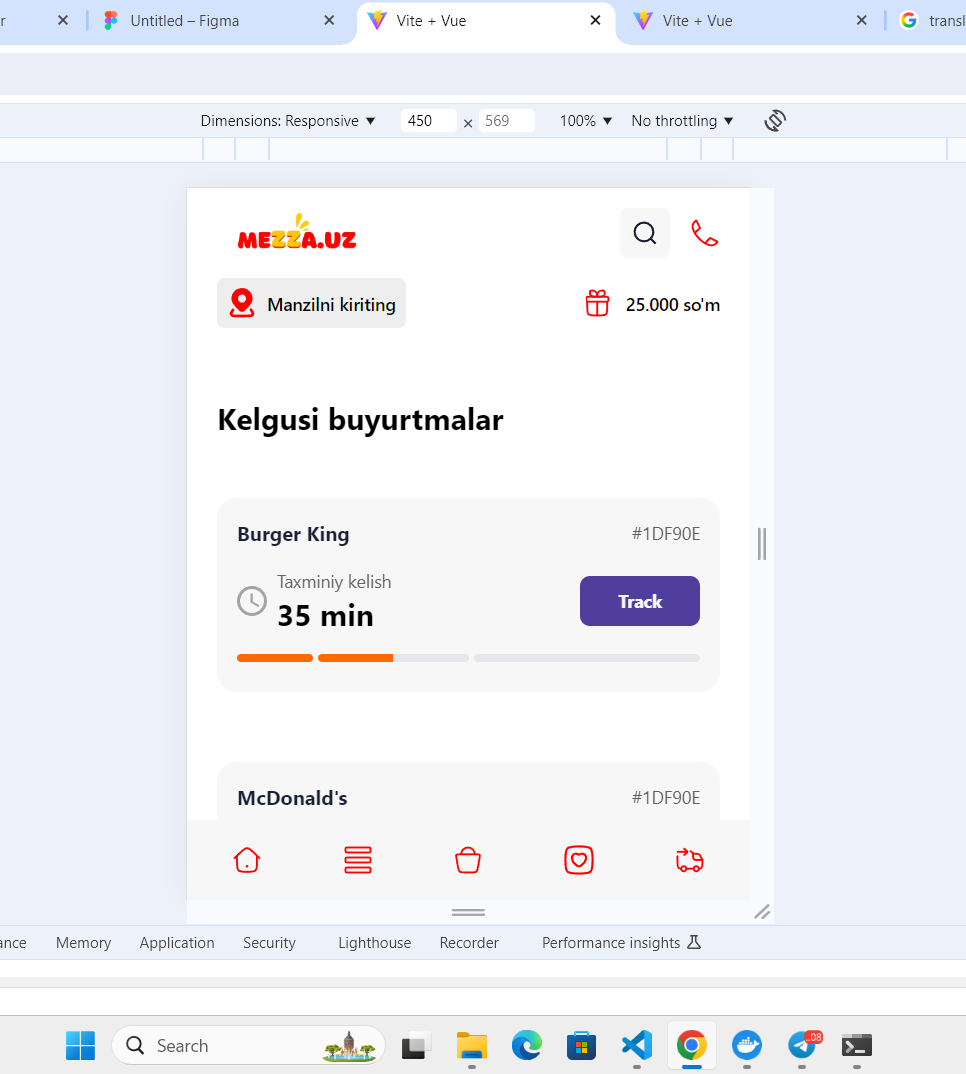 r
Untitled – Figma
Vite + Vue
Vite + Vue
transl
Dimensions: Responsive
450 × 569
100%
No throttling
MEZZA.UZ
Manzilni kiriting
25.000 so'm
Kelgusi buyurtmalar
Burger King
#1DF90E
Taxminiy kelish
35 min
Track
McDonald's
#1DF90E
ance
Memory
Application
Security
Lighthouse
Recorder
Performance insights
Search
..08